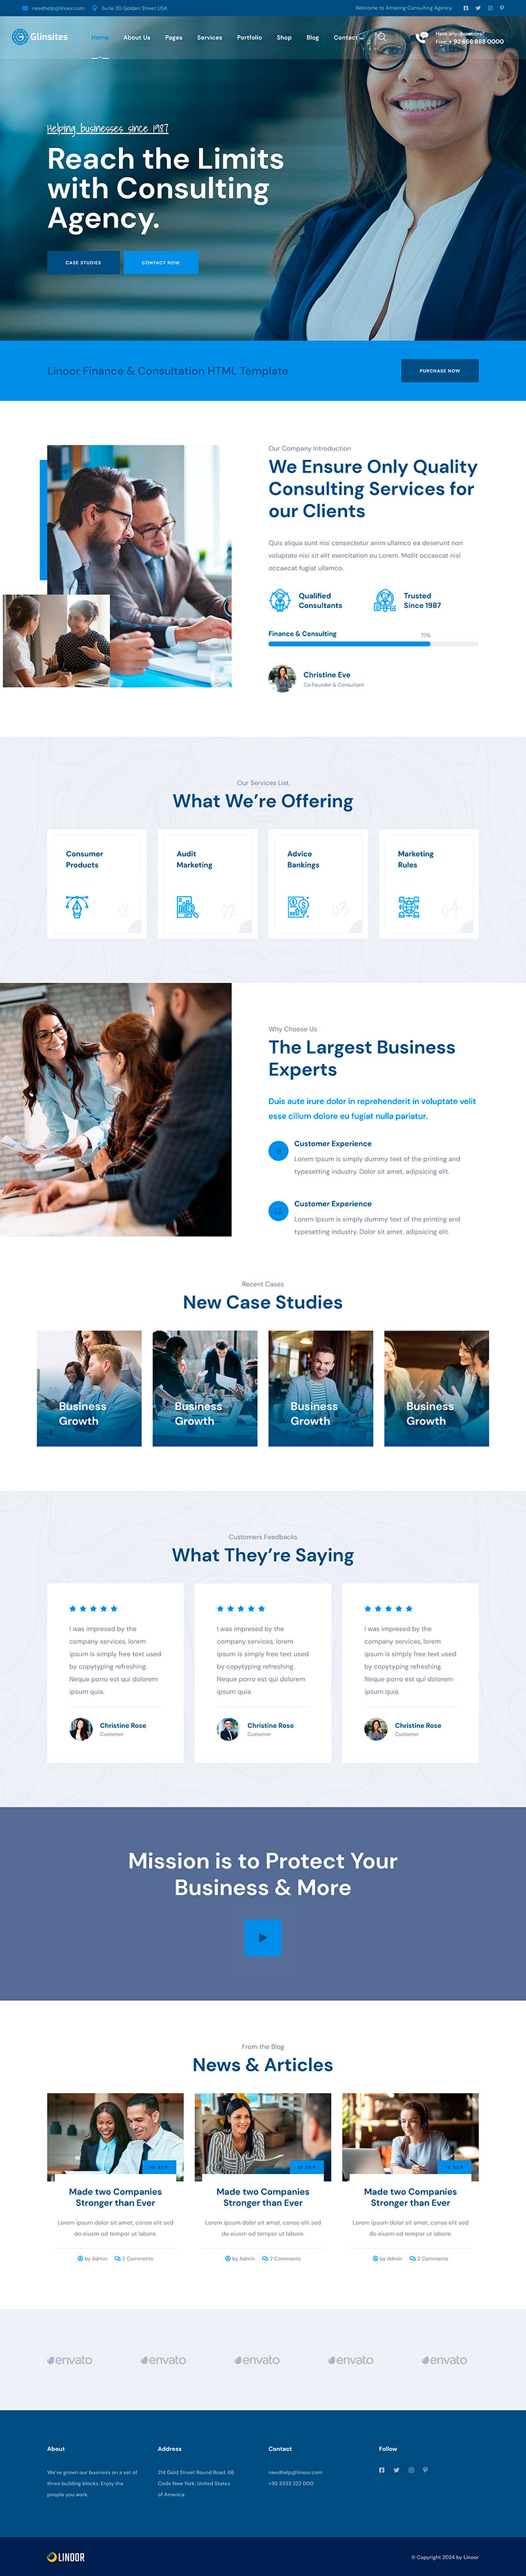 needhelp@linoor.com
Suite 20 Golden Street USA
Welcome to Amazing Consulting Agency.
Glinsites
Home
About Us
Pages
Services
Portfolio
Shop
Blog
Contact
Have any questions?
Free: + 92 666 888 0000
Helping businesses since 1987
Reach the Limits
with Consulting
Agency.
CASE STUDIES
CONTACT NOW
Linoor Finance & Consultation HTML Template
PURCHASE NOW
Our Company Introduction
We Ensure Only Quality
Consulting Services for
our Clients
Quis aliqua sunt nisi consectetur anim ullamco ea deserunt non
voluptate nisi sit elit exercitation eu Lorem. Mollit occaecat nisi
occaecat fugiat ullamco.
Qualified
Consultants
Trusted
Since 1987
Finance & Consulting
77%
Christine Eve
Co Founder & Consultant
Our Services List
What We’re Offering
Consumer
Products
01
Audit
Marketing
02
Advice
Bankings
03
Marketing
Rules
04
Why Choose Us
The Largest Business
Experts
Duis aute irure dolor in reprehenderit in voluptate velit
esse cillum dolore eu fugiat nulla pariatur.
Customer Experience
Lorem Ipsum is simply dummy text of the printing and
typesetting industry. Dolor sit amet, adipsicing elit.
02
Customer Experience
Lorem Ipsum is simply dummy text of the printing and
typesetting industry. Dolor sit amet, adipsicing elit.
Recent Cases
New Case Studies
Business
Growth
Business
Growth
Business
Growth
Business
Growth
Customers Feedbacks
What They’re Saying
I was impresed by the
company services, lorem
ipsum is simply free text used
by copytyping refreshing.
Neque porro est qui dolorem
ipsum quia.
Christine Rose
Customer
I was impresed by the
company services, lorem
ipsum is simply free text used
by copytyping refreshing.
Neque porro est qui dolorem
ipsum quia.
Christine Rose
Customer
I was impresed by the
company services, lorem
ipsum is simply free text used
by copytyping refreshing.
Neque porro est qui dolorem
ipsum quia.
Christine Rose
Customer
Mission is to Protect Your
Business & More
From the Blog
News & Articles
16 SEP
Made two Companies
Stronger than Ever
Lorem ipsum dolor sit amet, conse elit sed
do eiusm od tempor ut labore.
by Admin
2 Comments
16 SEP
Made two Companies
Stronger than Ever
Lorem ipsum dolor sit amet, conse elit sed
do eiusm od tempor ut labore.
by Admin
2 Comments
16 SEP
Made two Companies
Stronger than Ever
Lorem ipsum dolor sit amet, conse elit sed
do eiusm od tempor ut labore.
by Admin
2 Comments
envato
envato
envato
envato
envato
About
We’ve grown our business on a set of
three building blocks. Enjoy the
people you work.
Address
214 Gold Street Round Road, 66
Code New York, United States
of America
Contact
needhelp@linoor.com
+92 3333 222 000
Follow
LINOOR
© Copyright 2024 by Linoor